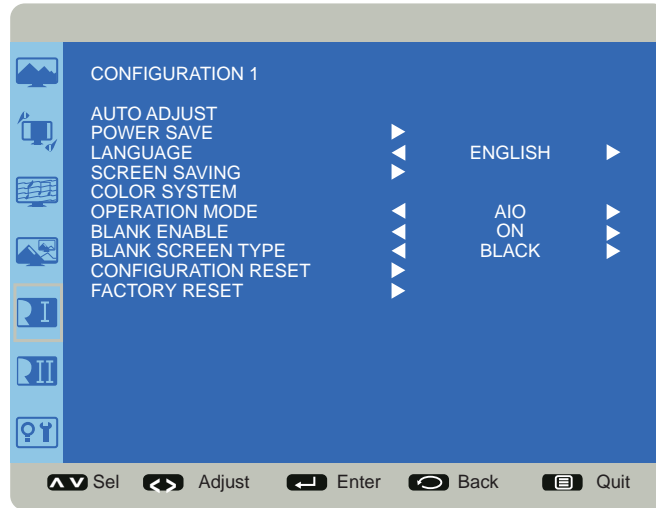 CONFIGURATION 1
AUTO ADJUST
POWER SAVE
LANGUAGE ENGLISH
SCREEN SAVING
COLOR SYSTEM
OPERATION MODE AIO
BLANK ENABLE ON
BLANK SCREEN TYPE BLACK
CONFIGURATION RESET
FACTORY RESET
I
II
Sel Adjust Enter Back Quit